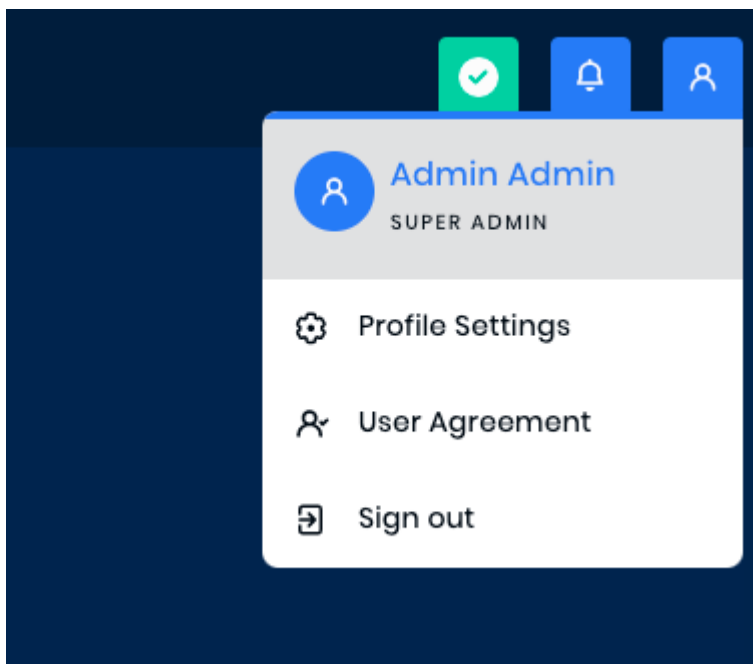 Admin Admin
SUPER ADMIN
Profile Settings
User Agreement
Sign out